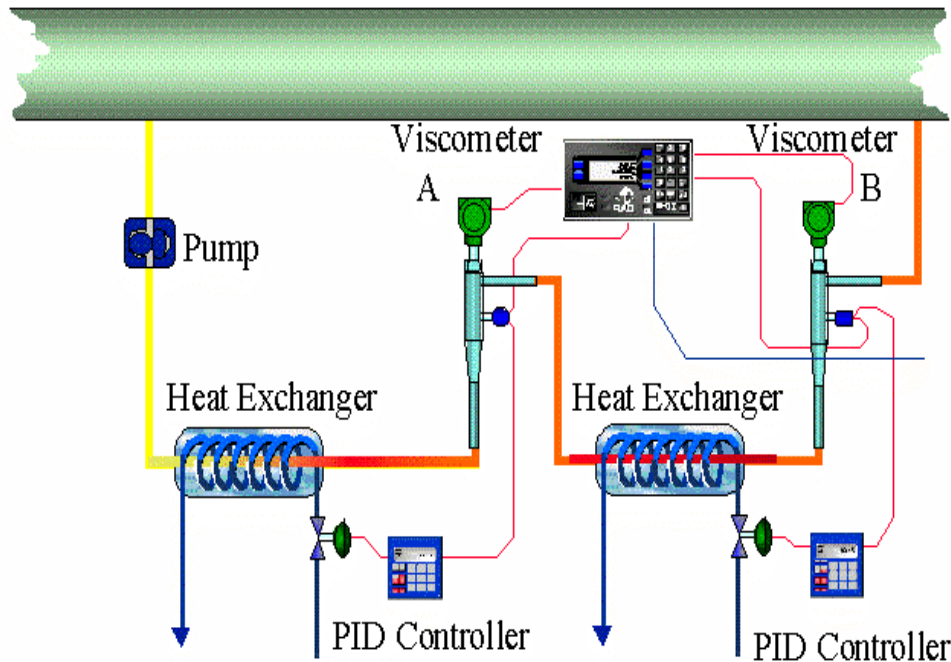 Viscometer
A
Viscometer
B
Pump
Heat Exchanger
Heat Exchanger
PID Controller
PID Controller